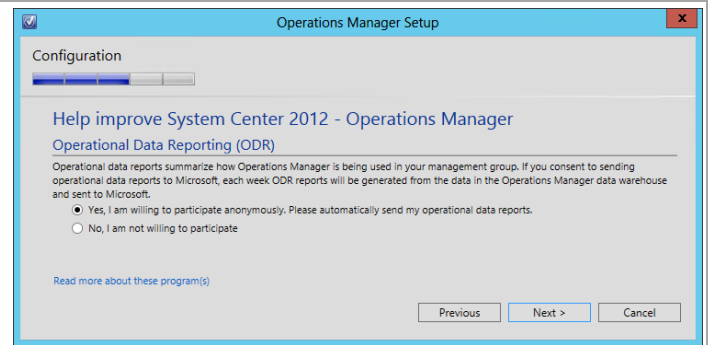 Operations Manager Setup
x
Configuration
Help improve System Center 2012 - Operations Manager
Operational Data Reporting (ODR)
Operational data reports summarize how Operations Manager is being used in your management group. If you consent to sending
operational data reports to Microsoft, each week ODR reports will be generated from the data in the Operations Manager data warehouse
and sent to Microsoft.
Yes, I am willing to participate anonymously. Please automatically send my operational data reports.
No, I am not willing to participate
Read more about these program(s)
Previous Next > Cancel